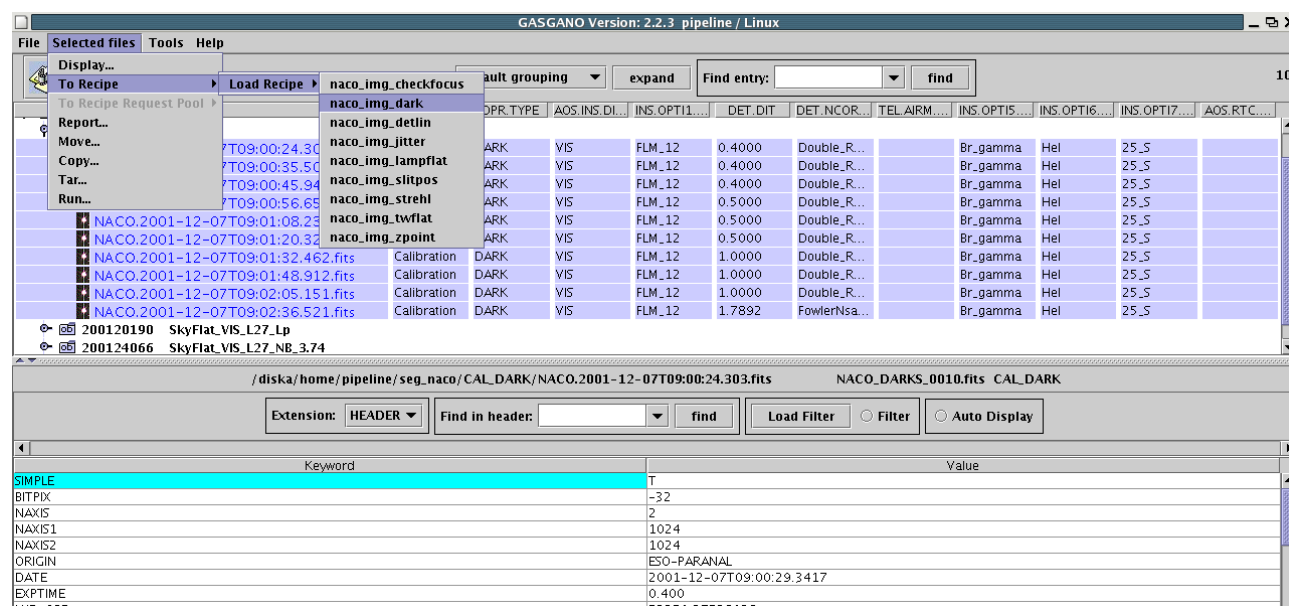 GASGANO Version: 2.2.3 pipeline / Linux
File Selected files Tools Help
Display...
To Recipe
To Recipe Request Pool
Report...
Move...
Copy...
Tar...
Run...
Load Recipe
naco_img_checkfocus
naco_img_dark
naco_img_detlin
naco_img_jitter
naco_img_lampflat
naco_img_slitpos
naco_img_strehl
naco_img_twflat
naco_img_zpoint
ault grouping expand Find entry: find 10
DPR.TYPE AOS.INS.DI... INS.OPTI1.... DET.DIT DET.NCOR... TEL.AIRM.... INS.OPTI5.... INS.OPTI6.... INS.OPTI7.... AOS.RTC....
7T09:00:24.30 ARK VIS FLM_12 0.4000 Double_R... Br_gamma Hel 25_S
7T09:00:35.50 ARK VIS FLM_12 0.4000 Double_R... Br_gamma Hel 25_S
7T09:00:45.94 ARK VIS FLM_12 0.4000 Double_R... Br_gamma Hel 25_S
7T09:00:56.65 ARK VIS FLM_12 0.5000 Double_R... Br_gamma Hel 25_S
NACO.2001-12-07T09:01:08.23 ARK VIS FLM_12 0.5000 Double_R... Br_gamma Hel 25_S
NACO.2001-12-07T09:01:20.32 ARK VIS FLM_12 0.5000 Double_R... Br_gamma Hel 25_S
NACO.2001-12-07T09:01:32.462.fits Calibration DARK VIS FLM_12 1.0000 Double_R... Br_gamma Hel 25_S
NACO.2001-12-07T09:01:48.912.fits Calibration DARK VIS FLM_12 1.0000 Double_R... Br_gamma Hel 25_S
NACO.2001-12-07T09:02:05.151.fits Calibration DARK VIS FLM_12 1.0000 Double_R... Br_gamma Hel 25_S
NACO.2001-12-07T09:02:36.521.fits Calibration DARK VIS FLM_12 1.7892 FowlerNsa... Br_gamma Hel 25_S
200120190 SkyFlat_VIS_L27_Lp
200124066 SkyFlat_VIS_L27_NB_3.74
/diska/home/pipeline/seg_naco/CAL_DARK/NACO.2001-12-07T09:00:24.303.fits NACO_DARKS_0010.fits CAL_DARK
Extension: HEADER Find in header: find Load Filter Filter Auto Display
Keyword Value
SIMPLE T
BITPIX -32
NAXIS 2
NAXIS1 1024
NAXIS2 1024
ORIGIN ESO-PARANAL
DATE 2001-12-07T09:00:29.3417
EXPTIME 0.400